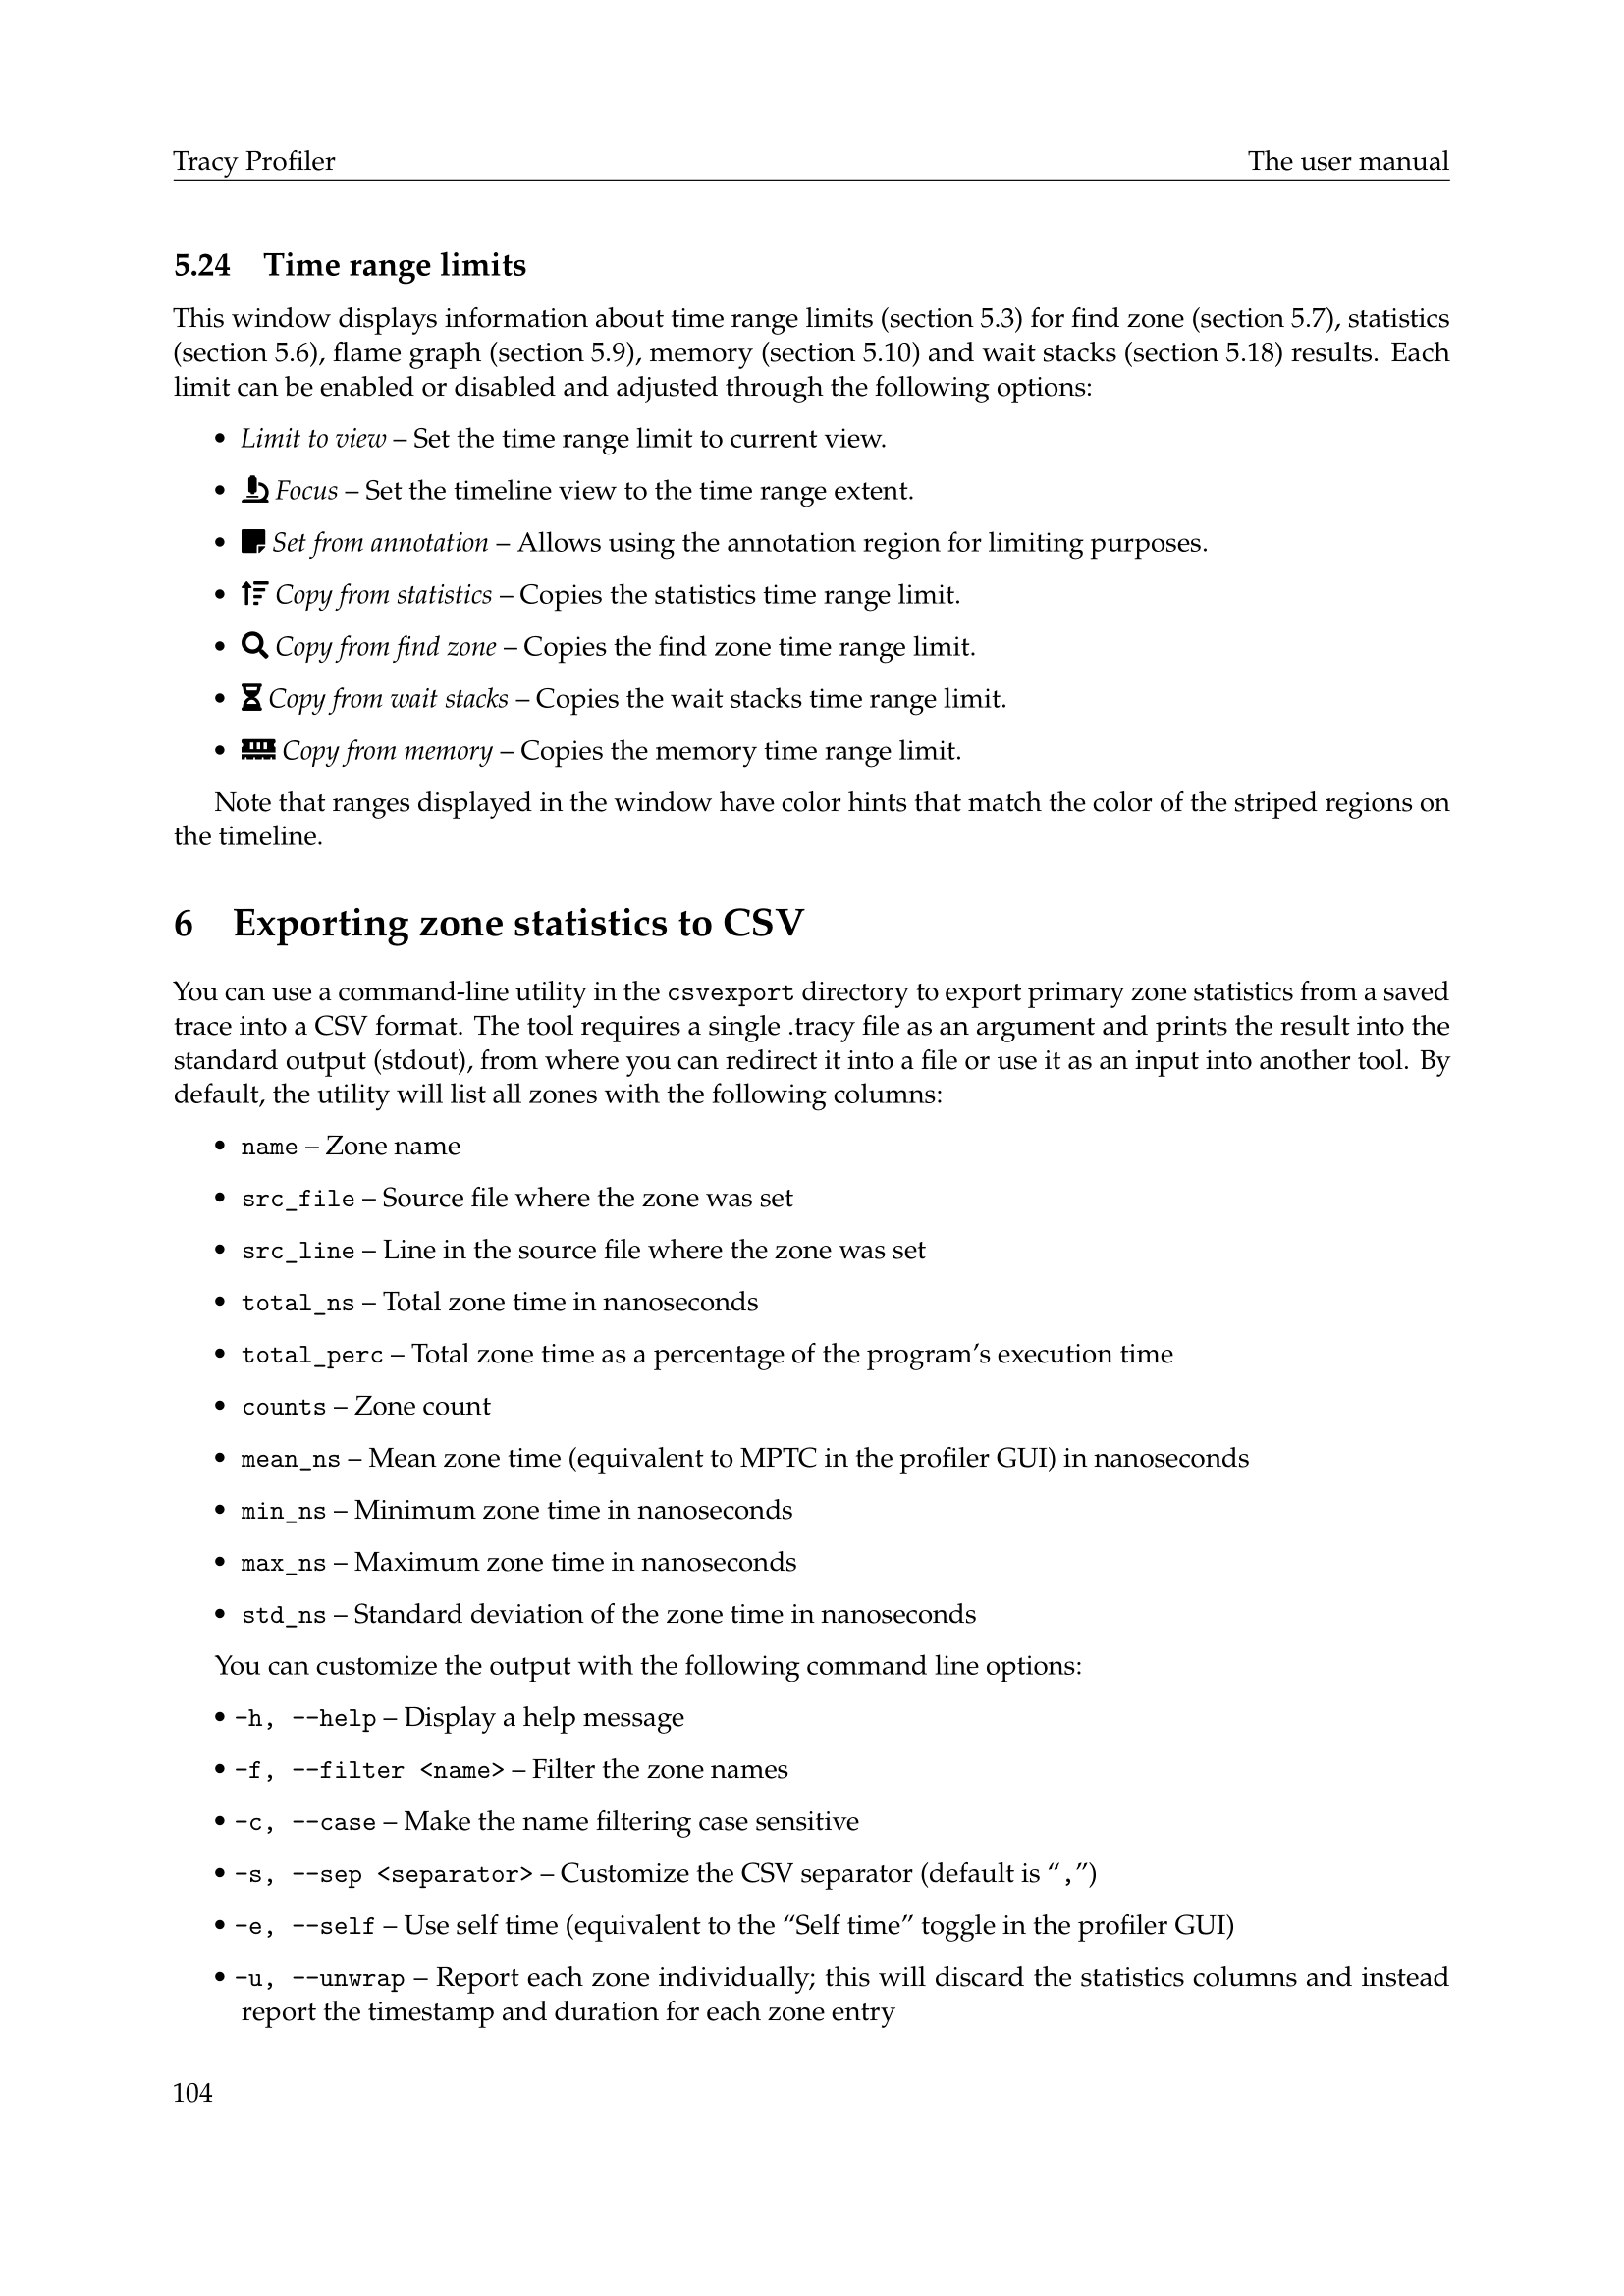 Tracy Profiler The user manual
5.24 Time range limits
This window displays information about time range limits (section 5.3) for find zone (section 5.7), statistics
(section 5.6), flame graph (section 5.9), memory (section 5.10) and wait stacks (section 5.18) results. Each
limit can be enabled or disabled and adjusted through the following options:
• Limit to view – Set the time range limit to current view.
• Focus – Set the timeline view to the time range extent.
• Set from annotation – Allows using the annotation region for limiting purposes.
• Copy from statistics – Copies the statistics time range limit.
• Copy from find zone – Copies the find zone time range limit.
• Copy from wait stacks – Copies the wait stacks time range limit.
• Copy from memory – Copies the memory time range limit.
Note that ranges displayed in the window have color hints that match the color of the striped regions on
the timeline.
6 Exporting zone statistics to CSV
You can use a command-line utility in the csvexport directory to export primary zone statistics from a saved
trace into a CSV format. The tool requires a single .tracy file as an argument and prints the result into the
standard output (stdout), from where you can redirect it into a file or use it as an input into another tool. By
default, the utility will list all zones with the following columns:
• name – Zone name
• src_file – Source file where the zone was set
• src_line – Line in the source file where the zone was set
• total_ns – Total zone time in nanoseconds
• total_perc – Total zone time as a percentage of the program’s execution time
• counts – Zone count
• mean_ns – Mean zone time (equivalent to MPTC in the profiler GUI) in nanoseconds
• min_ns – Minimum zone time in nanoseconds
• max_ns – Maximum zone time in nanoseconds
• std_ns – Standard deviation of the zone time in nanoseconds
You can customize the output with the following command line options:
• -h, --help – Display a help message
• -f, --filter <name> – Filter the zone names
• -c, --case – Make the name filtering case sensitive
• -s, --sep <separator> – Customize the CSV separator (default is “,”)
• -e, --self – Use self time (equivalent to the “Self time” toggle in the profiler GUI)
• -u, --unwrap – Report each zone individually; this will discard the statistics columns and instead
report the timestamp and duration for each zone entry
104